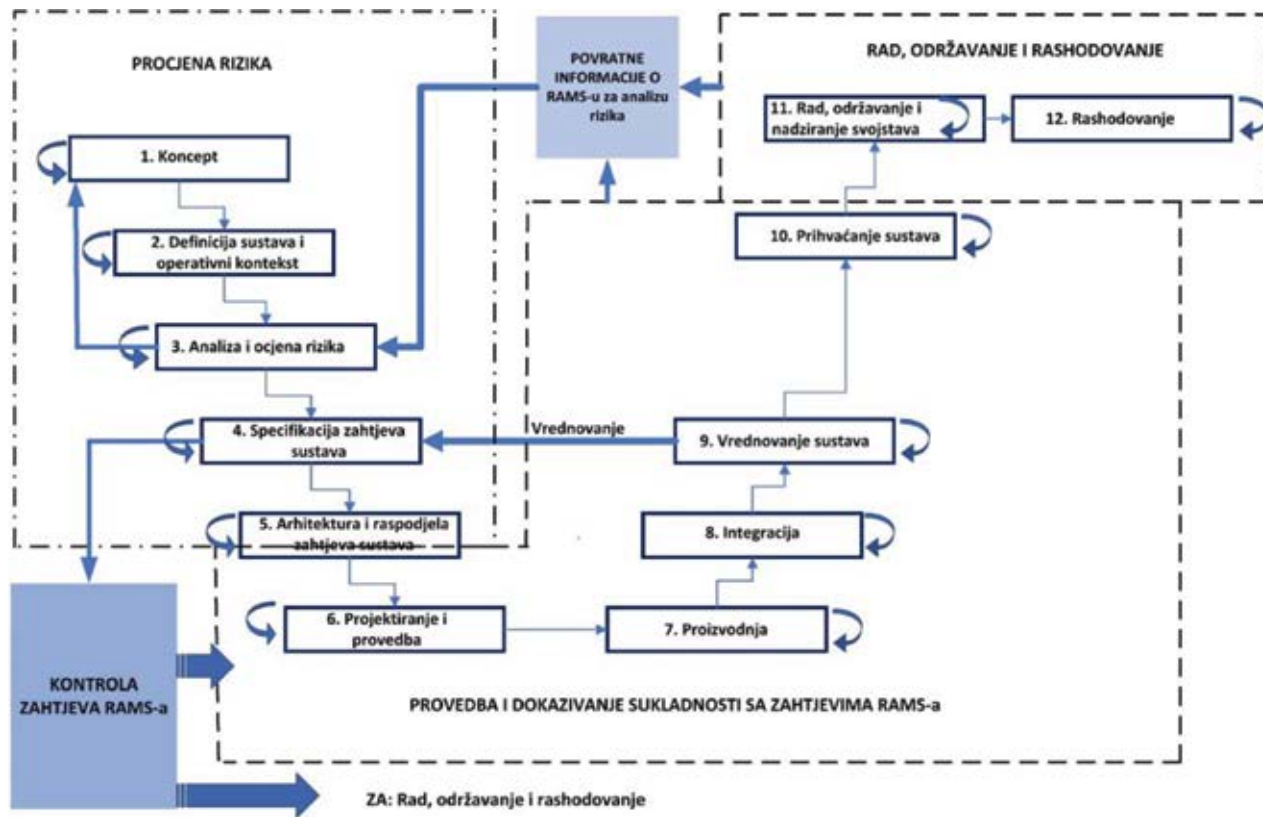 PROCJENA RIZIKA
1. Koncept
2. Definicija sustava i
operativni kontekst
3. Analiza i ocjena rizika
4. Specifikacija zahtjeva
sustava
5. Arhitektura i raspodjela
zahtjeva sustava
POVRATNE
INFORMACIJE O
RAMS-u za analizu
rizika
RAD, ODRŽAVANJE I RASHODOVANJE
11. Rad, održavanje i
nadziranje svojstava
12. Rashodovanje
10. Prihvaćanje sustava
Vrednovanje
9. Vrednovanje sustava
8. Integracija
6. Projektiranje i
provedba
7. Proizvodnja
KONTROLA
ZAHTJEVA RAMS-a
PROVEDBA I DOKAZIVANJE SUKLADNOSTI SA ZAHTJEVIMA RAMS-a
ZA: Rad, održavanje i rashodovanje